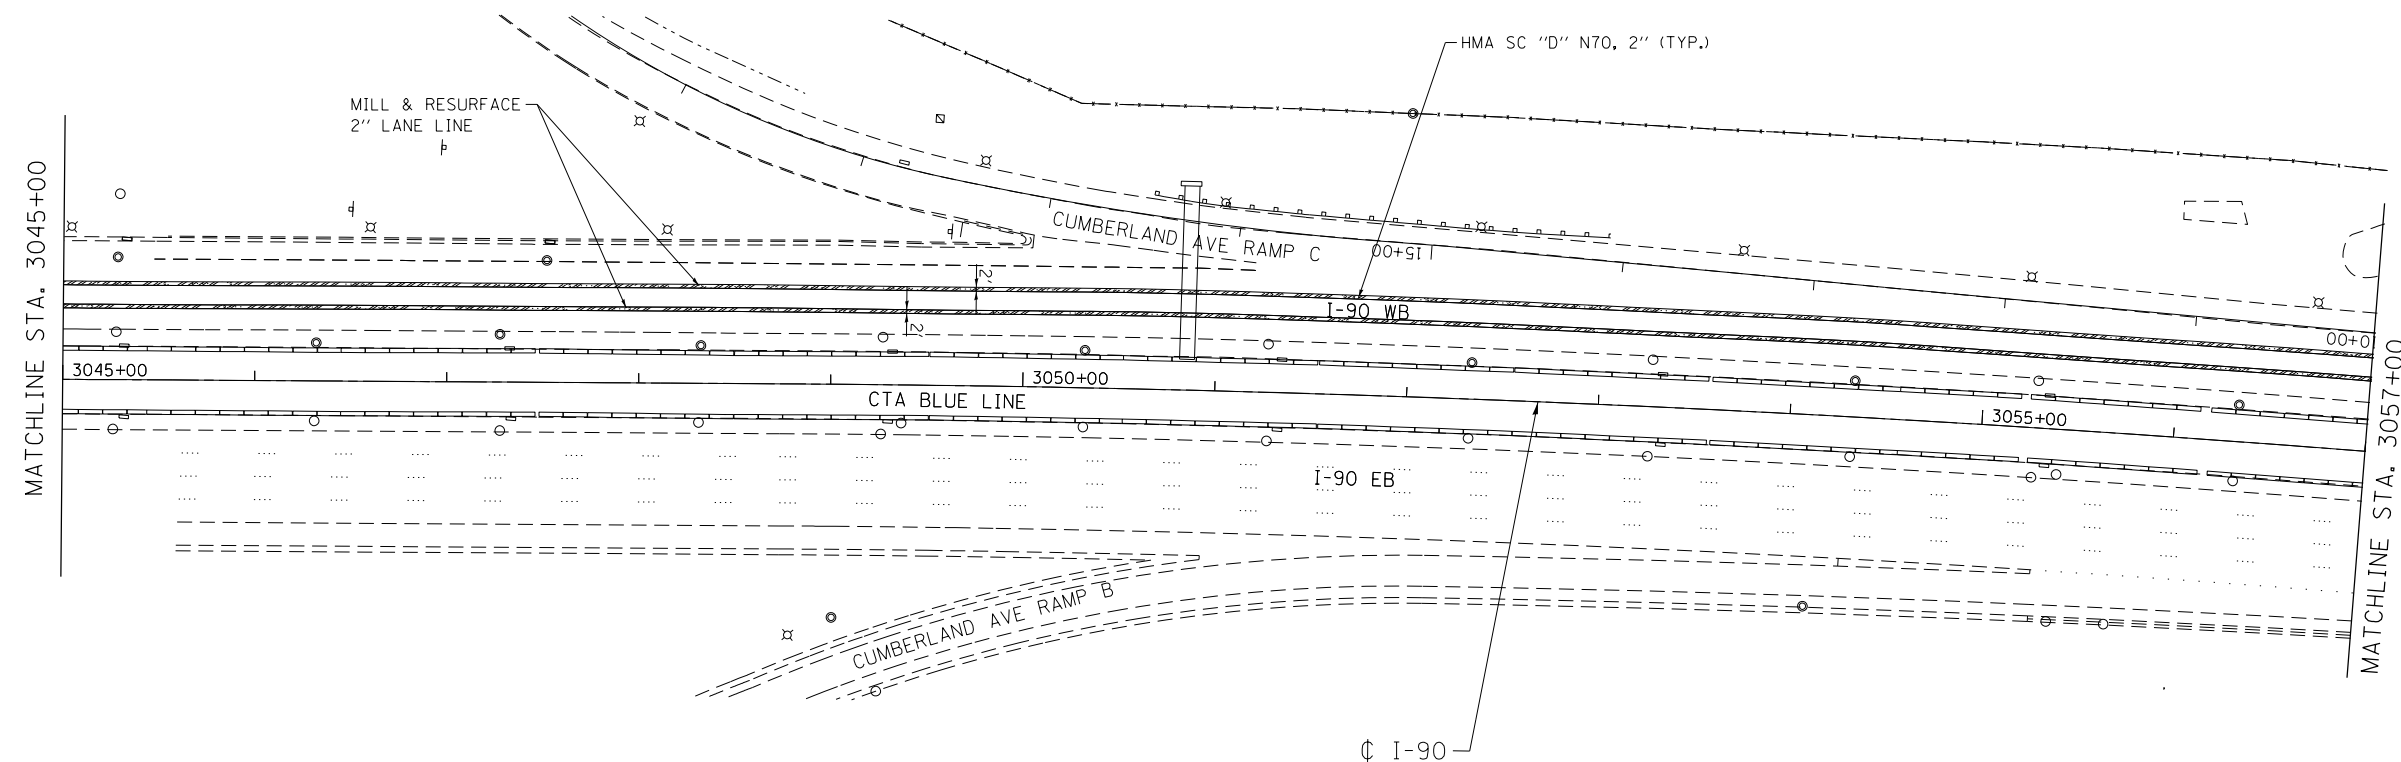 HMA SC "D" N70, 2" (TYP.)
MILL & RESURFACE
2" LANE LINE
MATCHLINE STA. 3045+00
CUMBERLAND AVE RAMP C
15+00
2'
I-90 WB
2'
10+00
3045+00
3050+00
CTA BLUE LINE
3055+00
MATCHLINE STA. 3057+00
I-90 EB
CUMBERLAND AVE RAMP B
℄ I-90